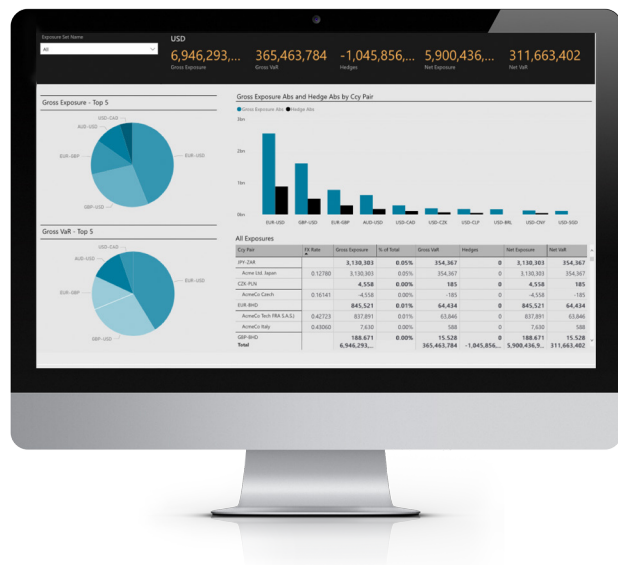 Exposure Set Name
All
USD
6,946,293,...
365,463,784
-1,045,856,...
5,900,436,...
311,663,402
Gross Exposure
Gross VaR
Hedges
Net Exposure
Net VaR
Gross Exposure - Top 5
USD-CAD
AUD-USD
EUR-GBP
EUR-USD
GBP-USD
Gross VaR - Top 5
USD-CAD
AUD-USD
EUR-GBP
EUR-USD
GBP-USD
Gross Exposure Abs and Hedge Abs by Ccy Pair
Gross Exposure Abs Hedge Abs
3bn
2bn
1bn
0bn
EUR-USD GBP-USD EUR-GBP AUD-USD USD-CAD USD-CZK USD-CLP USD-BRL USD-CNY USD-SGD
All Exposures
Ccy Pair FX Rate Gross Exposure % of Total Gross VaR Hedges Net Exposure Net VaR
JPY-ZAR 3,130,303 0.05% 354,367 0 3,130,303 354,367
Acme Ltd. Japan 0.12780 3,130,303 0.05% 354,367 0 3,130,303 354,367
CZK-PLN 4,558 0.00% 185 0 4,558 185
AcmeCo Czech 0.16141 -4,558 0.00% -185 0 -4,558 -185
EUR-BHD 845,521 0.01% 64,434 0 845,521 64,434
AcmeCo Tech FRA S.A.S.) 0.42723 837,891 0.01% 63,846 0 837,891 63,846
AcmeCo Italy 0.43060 7,630 0.00% 588 0 7,630 588
GBP-BHD 188,671 0.00% 15,528 0 188,671 15,528
Total 6,946,293,... 365,463,784 -1,045,856,... 5,900,436,9... 311,663,402